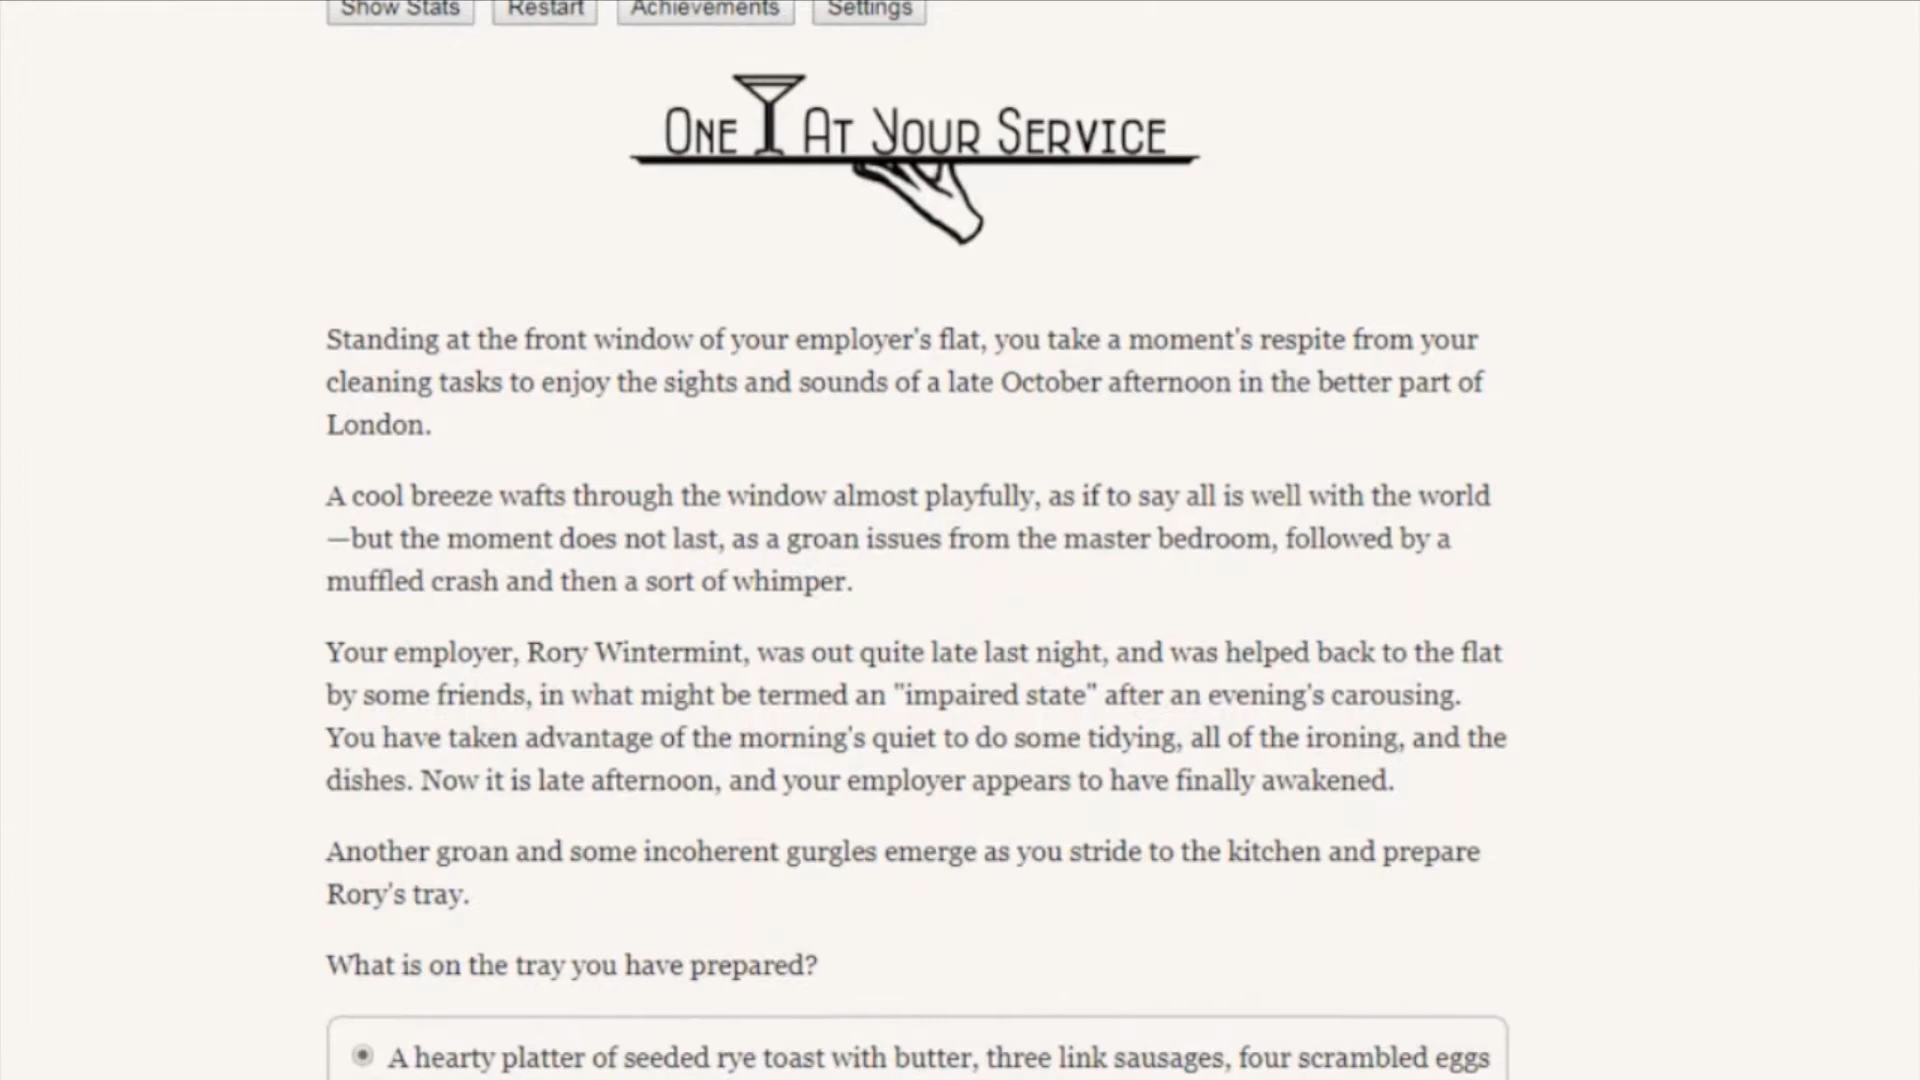 Show Stats Restart Achievements Settings
One At Your Service
Standing at the front window of your employer's flat, you take a moment's respite from your
cleaning tasks to enjoy the sights and sounds of a late October afternoon in the better part of
London.
A cool breeze wafts through the window almost playfully, as if to say all is well with the world
—but the moment does not last, as a groan issues from the master bedroom, followed by a
muffled crash and then a sort of whimper.
Your employer, Rory Wintermint, was out quite late last night, and was helped back to the flat
by some friends, in what might be termed an "impaired state" after an evening's carousing.
You have taken advantage of the morning's quiet to do some tidying, all of the ironing, and the
dishes. Now it is late afternoon, and your employer appears to have finally awakened.
Another groan and some incoherent gurgles emerge as you stride to the kitchen and prepare
Rory's tray.
What is on the tray you have prepared?
A hearty platter of seeded rye toast with butter, three link sausages, four scrambled eggs